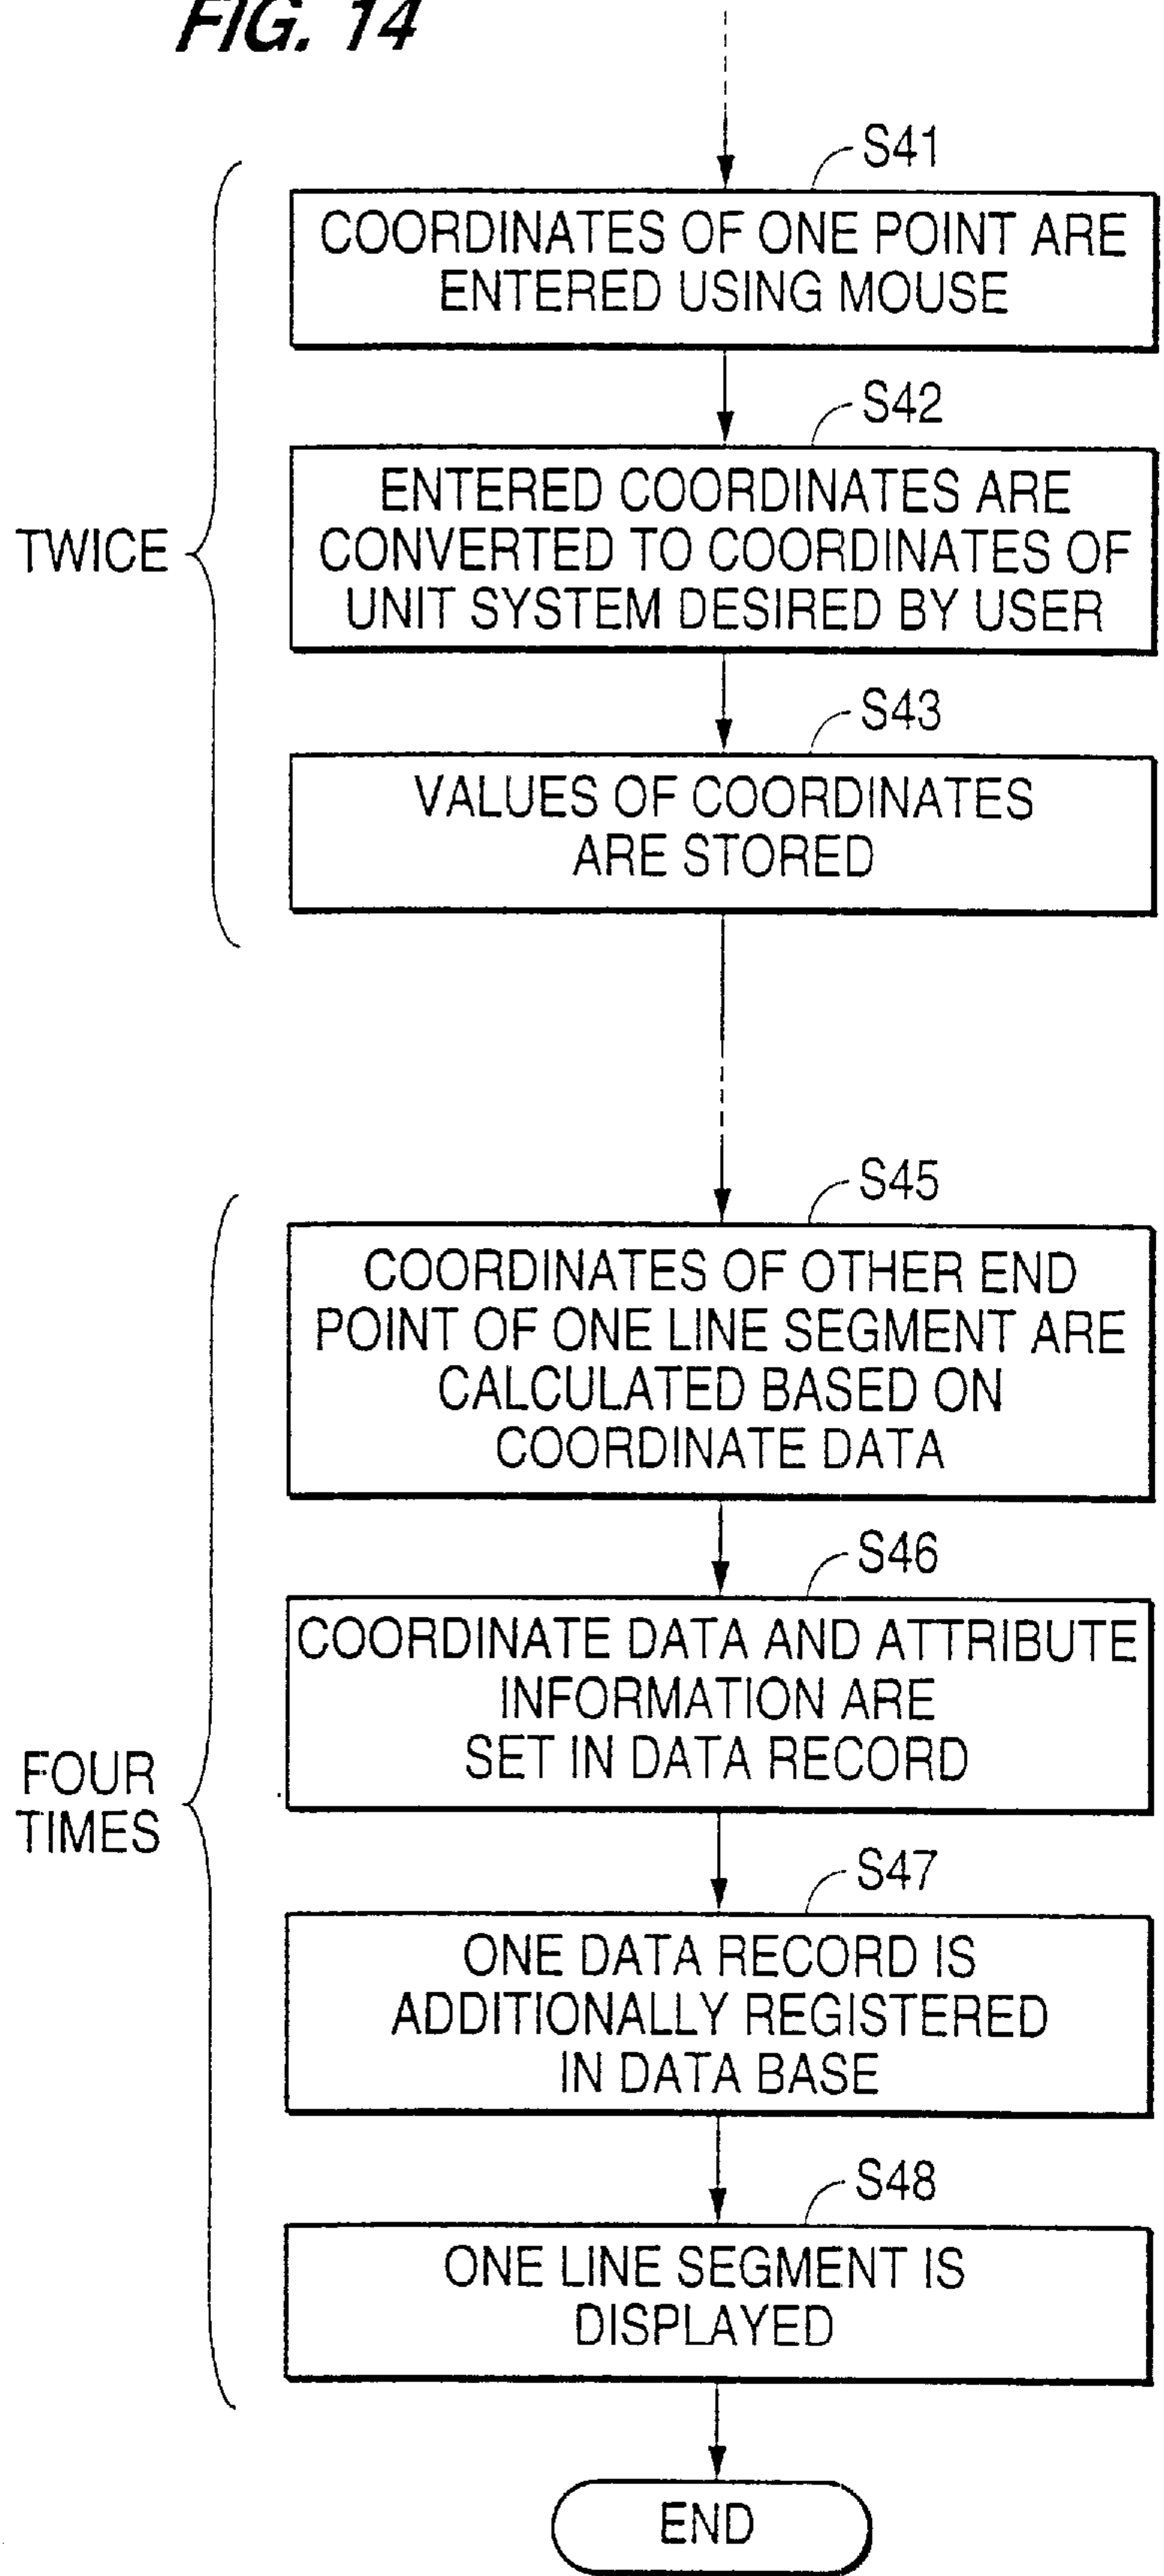 FIG. 14
S41
COORDINATES OF ONE POINT ARE
ENTERED USING MOUSE
S42
ENTERED COORDINATES ARE
CONVERTED TO COORDINATES OF
UNIT SYSTEM DESIRED BY USER
TWICE
S43
VALUES OF COORDINATES
ARE STORED
S45
COORDINATES OF OTHER END
POINT OF ONE LINE SEGMENT ARE
CALCULATED BASED ON
COORDINATE DATA
S46
COORDINATE DATA AND ATTRIBUTE
INFORMATION ARE
SET IN DATA RECORD
FOUR
TIMES
S47
ONE DATA RECORD IS
ADDITIONALLY REGISTERED
IN DATA BASE
S48
ONE LINE SEGMENT IS
DISPLAYED
END